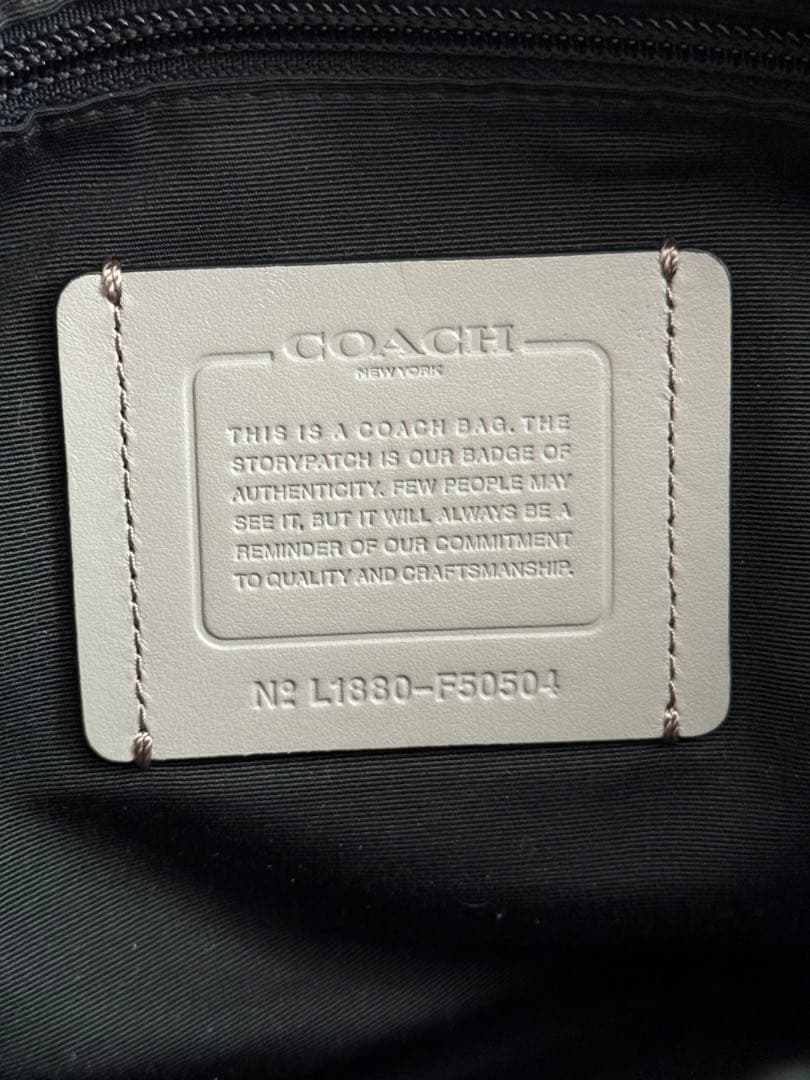 COACH
NEW YORK
THIS IS A COACH BAG. THE
STORYPATCH IS OUR BADGE OF
AUTHENTICITY. FEW PEOPLE MAY
SEE IT, BUT IT WILL ALWAYS BE A
REMINDER OF OUR COMMITMENT
TO QUALITY AND CRAFTSMANSHIP.
Nº L1880-F50504